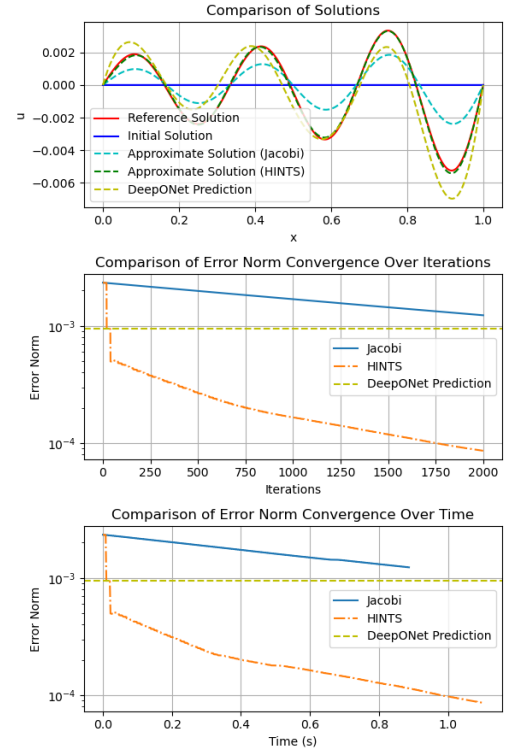 Comparison of Solutions
0.002
0.000
−0.002
−0.004
−0.006
u
Reference Solution
Initial Solution
Approximate Solution (Jacobi)
Approximate Solution (HINTS)
DeepONet Prediction
0.0 0.2 0.4 0.6 0.8 1.0
x
Comparison of Error Norm Convergence Over Iterations
10⁻³
10⁻⁴
Error Norm
Jacobi
HINTS
DeepONet Prediction
0 250 500 750 1000 1250 1500 1750 2000
Iterations
Comparison of Error Norm Convergence Over Time
10⁻³
10⁻⁴
Error Norm
Jacobi
HINTS
DeepONet Prediction
0.0 0.2 0.4 0.6 0.8 1.0
Time (s)